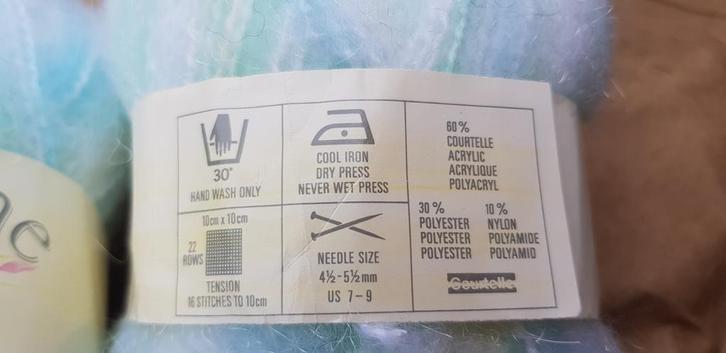 30°
HAND WASH ONLY
COOL IRON
DRY PRESS
NEVER WET PRESS
60%
COURTELLE
ACRYLIC
ACRYLIQUE
POLYACRYL
10cm x 10cm
22
ROWS
TENSION
16 STITCHES TO 10cm
NEEDLE SIZE
4½-5½mm
US 7-9
30% 10%
POLYESTER NYLON
POLYESTER POLYAMIDE
POLYESTER POLYAMID
Courtelle